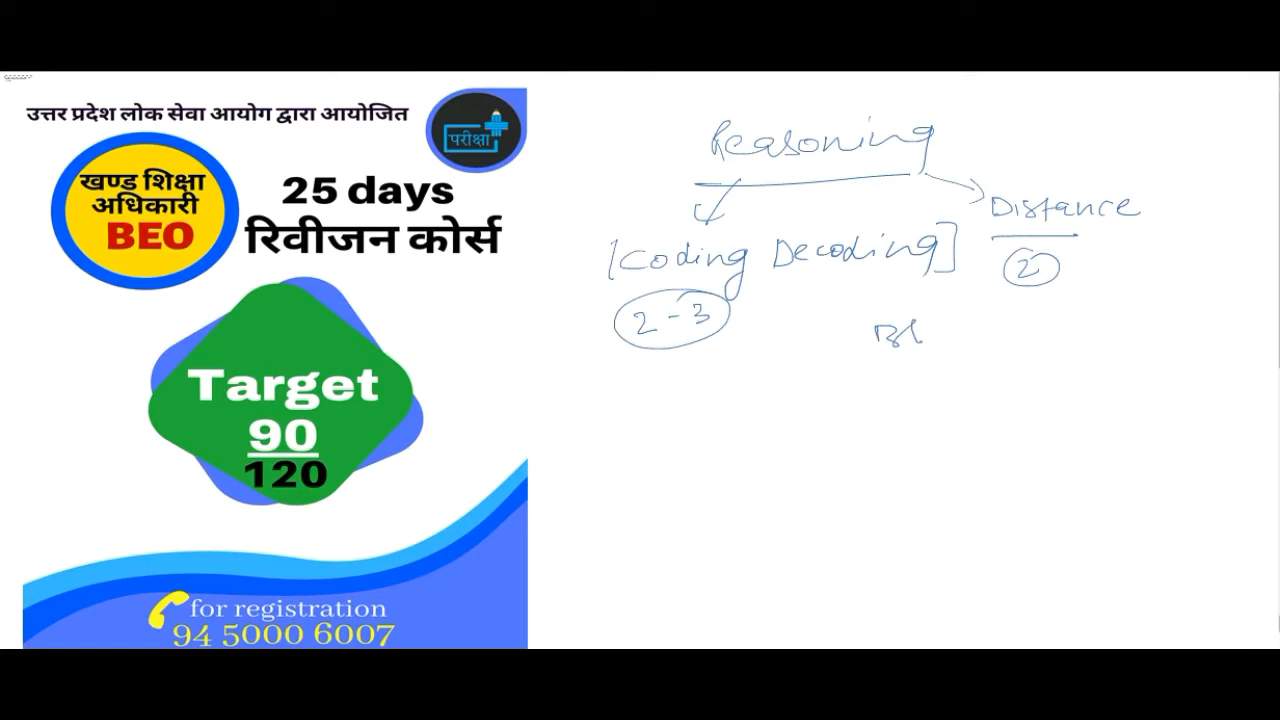 उत्तर प्रदेश लोक सेवा आयोग द्वारा आयोजित
परीक्षा
खण्ड शिक्षा
अधिकारी
BEO
25 days
रिवीजन कोर्स
Target
90
120
for registration
94 5000 6007
Reasoning
Distance
[Coding Decoding]
2
2-3
Bl